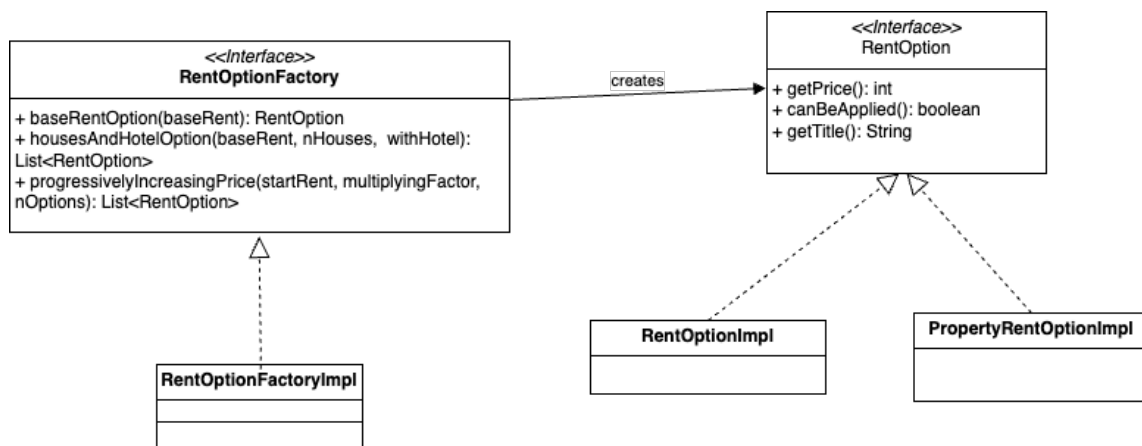 <<Interface>>
RentOptionFactory
+ baseRentOption(baseRent): RentOption
+ housesAndHotelOption(baseRent, nHouses, withHotel):
List<RentOption>
+ progressivelyIncreasingPrice(startRent, multiplyingFactor,
nOptions): List<RentOption>
creates
<<Interface>>
RentOption
+ getPrice(): int
+ canBeApplied(): boolean
+ getTitle(): String
RentOptionImpl
PropertyRentOptionImpl
RentOptionFactoryImpl